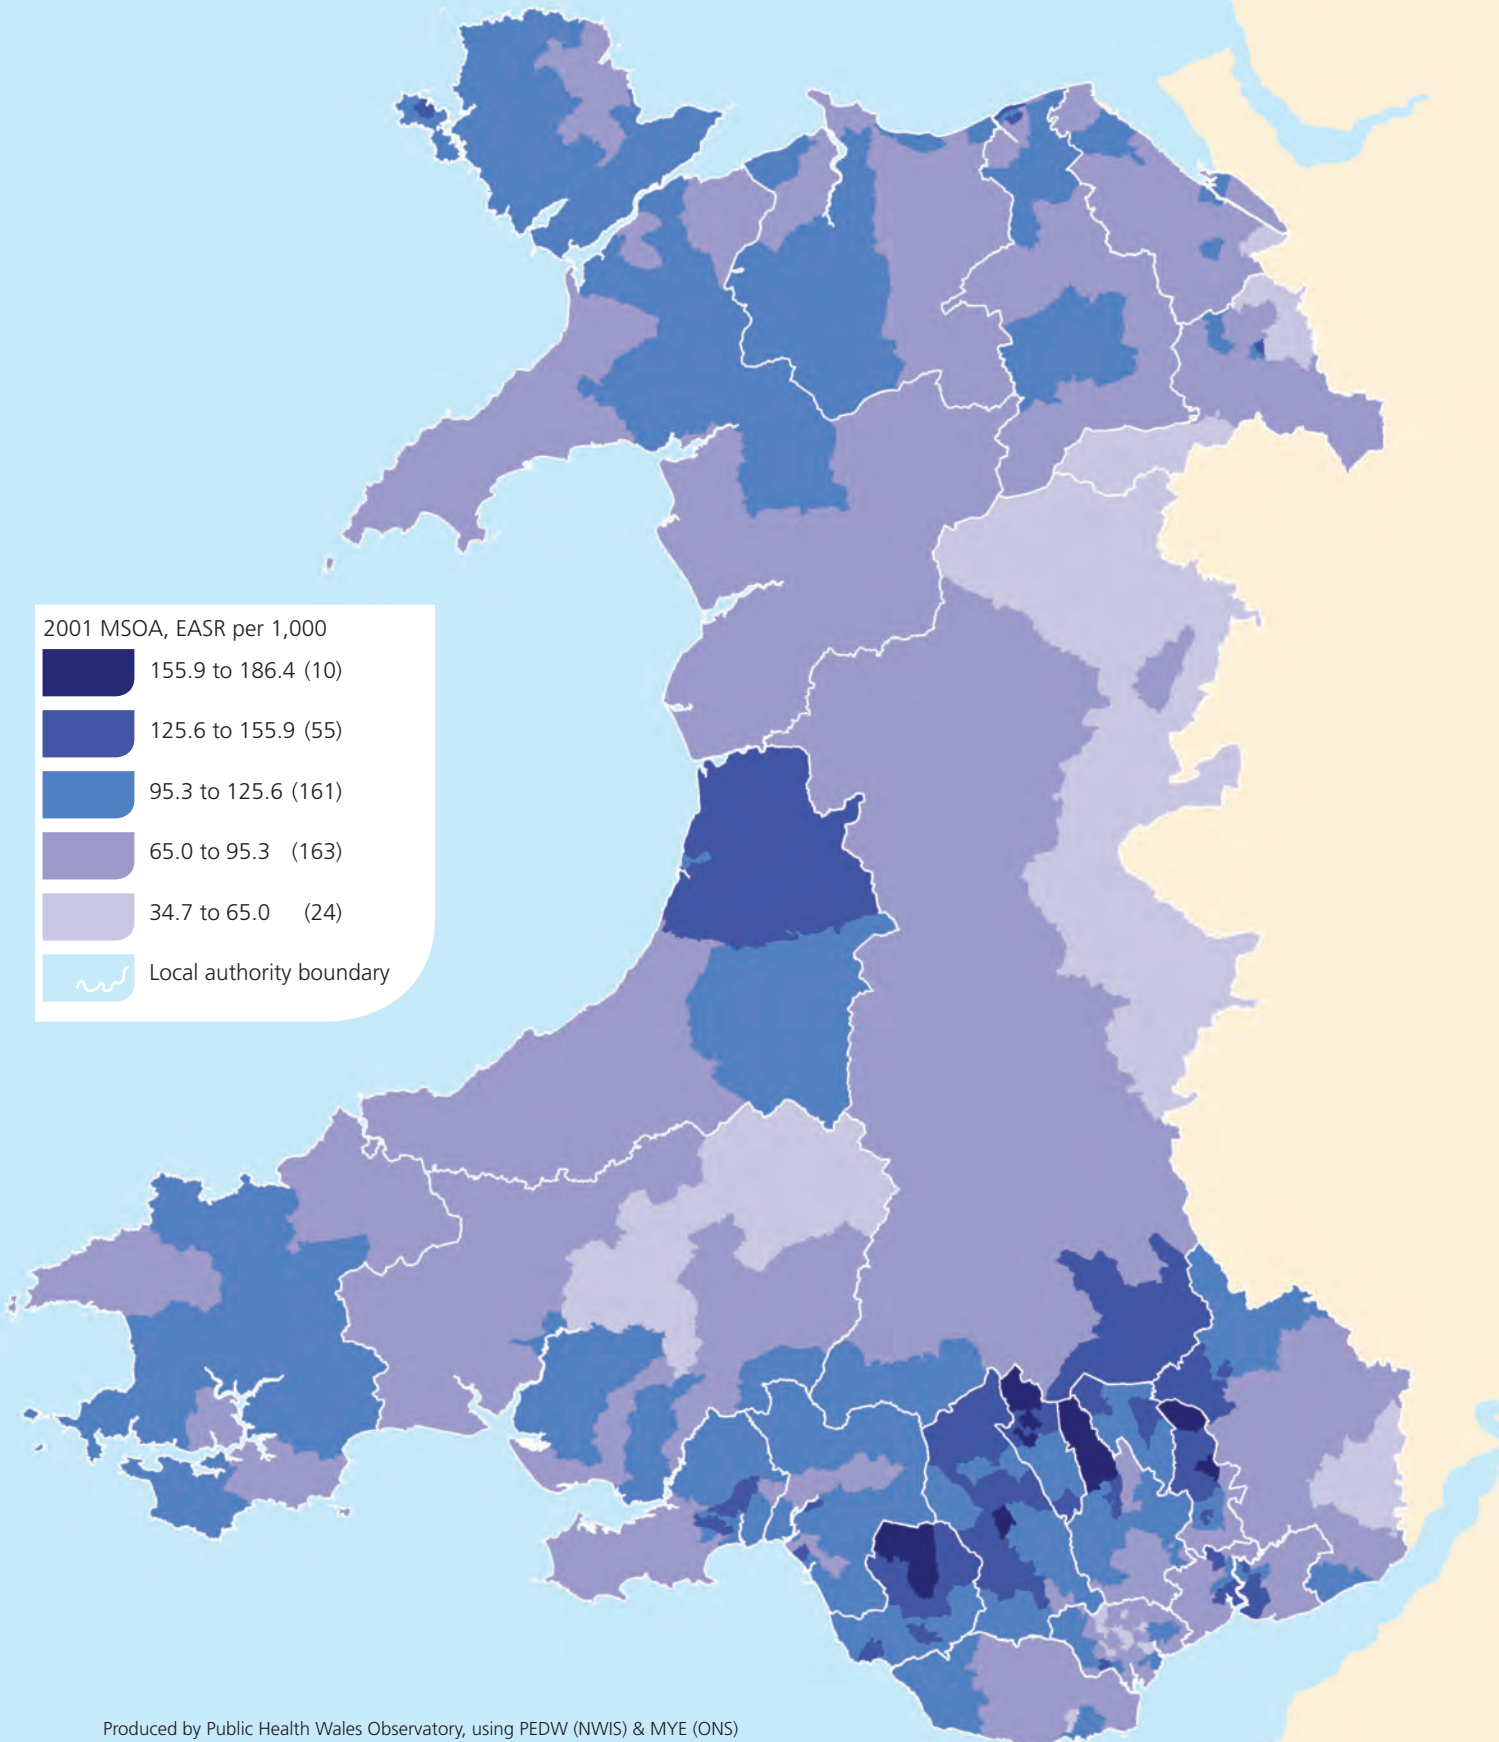 2001 MSOA, EASR per 1,000
155.9 to 186.4 (10)
125.6 to 155.9 (55)
95.3 to 125.6 (161)
65.0 to 95.3 (163)
34.7 to 65.0 (24)
Local authority boundary
Produced by Public Health Wales Observatory, using PEDW (NWIS) & MYE (ONS)